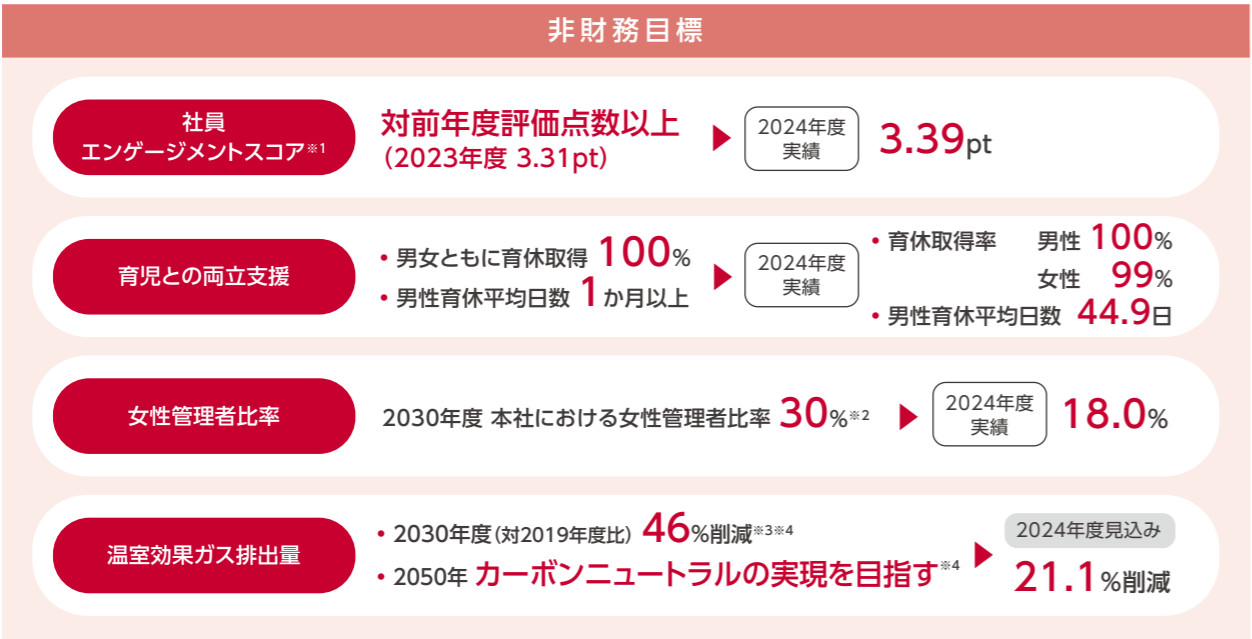 非財務目標
社員
エンゲージメントスコア※1
対前年度評価点数以上
(2023年度 3.31pt)
2024年度
実績
3.39pt
育児との両立支援
• 男女ともに育休取得 100%
• 男性育休平均日数 1か月以上
2024年度
実績
• 育休取得率 男性 100%
女性 99%
• 男性育休平均日数 44.9日
女性管理者比率
2030年度 本社における女性管理者比率 30%※2
2024年度
実績
18.0%
温室効果ガス排出量
• 2030年度(対2019年度比) 46%削減※3※4
• 2050年 カーボンニュートラルの実現を目指す※4
2024年度見込み
21.1%削減